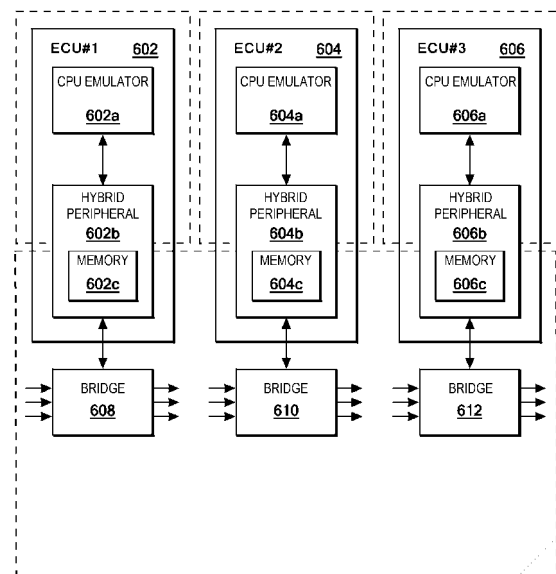 ECU#1 602
CPU EMULATOR
602a
HYBRID
PERIPHERAL
602b
MEMORY
602c
BRIDGE
608
ECU#2 604
CPU EMULATOR
604a
HYBRID
PERIPHERAL
604b
MEMORY
604c
BRIDGE
610
ECU#3 606
CPU EMULATOR
606a
HYBRID
PERIPHERAL
606b
MEMORY
606c
BRIDGE
612